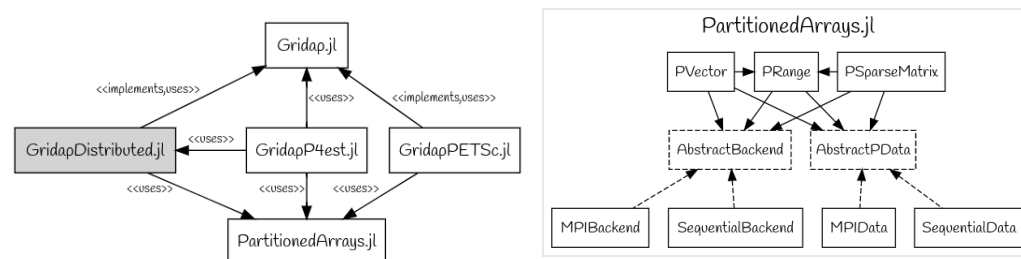 Gridap.jl
<<implements,uses>>
<<uses>>
<<implements,uses>>
GridapDistributed.jl
<<uses>>
GridapP4est.jl
GridapPETSc.jl
<<uses>>
<<uses>>
<<uses>>
PartitionedArrays.jl
PartitionedArrays.jl
PVector
PRange
PSparseMatrix
AbstractBackend
AbstractPData
MPIBackend
SequentialBackend
MPIData
SequentialData